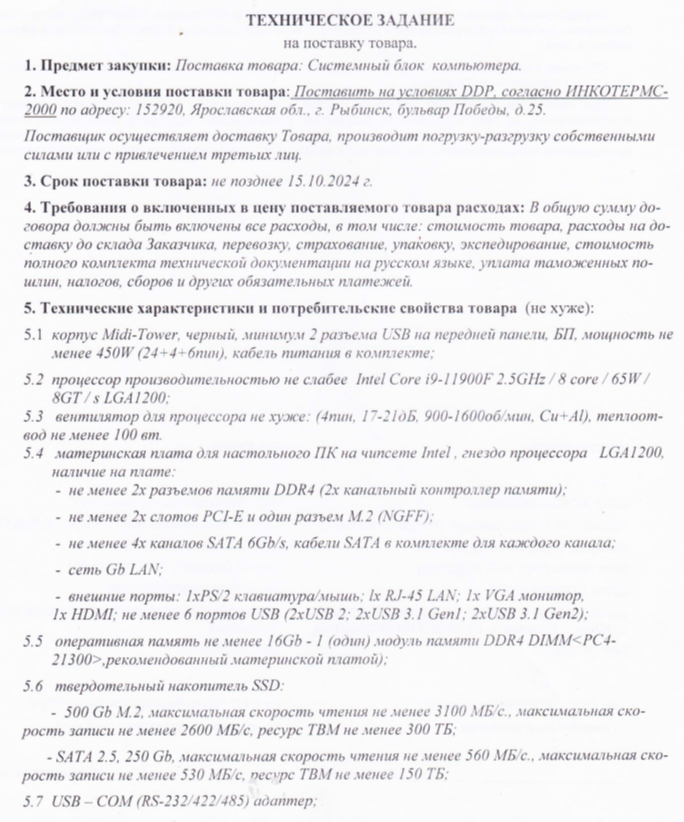 ТЕХНИЧЕСКОЕ ЗАДАНИЕ
на поставку товара.
1. Предмет закупки: Поставка товара: Системный блок компьютера.
2. Место и условия поставки товара: Поставить на условиях DDP, согласно ИНКОТЕРМС-
2000 по адресу: 152920, Ярославская обл., г. Рыбинск, бульвар Победы, д.25.
Поставщик осуществляет доставку Товара, производит погрузку-разгрузку собственными
силами или с привлечением третьих лиц.
3. Срок поставки товара: не позднее 15.10.2024 г.
4. Требования о включенных в цену поставляемого товара расходах: В общую сумму до-
говора должны быть включены все расходы, в том числе: стоимость товара, расходы на до-
ставку до склада Заказчика, перевозку, страхование, упаковку, экспедирование, стоимость
полного комплекта технической документации на русском языке, уплата таможенных по-
шлин, налогов, сборов и других обязательных платежей.
5. Технические характеристики и потребительские свойства товара (не хуже):
5.1 корпус Midi-Tower, черный, минимум 2 разъема USB на передней панели, БП, мощность не
менее 450W (24+4+6пин), кабель питания в комплекте;
5.2 процессор производительностью не слабее Intel Core i9-11900F 2.5GHz / 8 core / 65W /
8GT / s LGA1200;
5.3 вентилятор для процессора не хуже: (4пин, 17-21дБ, 900-1600об/мин, Cu+Al), теплоот-
вод не менее 100 вт.
5.4 материнская плата для настольного ПК на чипсете Intel , гнездо процессора LGA1200,
наличие на плате:
- не менее 2х разъемов памяти DDR4 (2х канальный контроллер памяти);
- не менее 2х слотов PCI-E и один разъем M.2 (NGFF);
- не менее 4х каналов SATA 6Gb/s, кабели SATA в комплекте для каждого канала;
- сеть Gb LAN;
- внешние порты: 1xPS/2 клавиатура/мышь; 1x RJ-45 LAN; 1x VGA монитор,
1x HDMI; не менее 6 портов USB (2xUSB 2; 2xUSB 3.1 Gen1; 2xUSB 3.1 Gen2);
5.5 оперативная память не менее 16Gb - 1 (один) модуль памяти DDR4 DIMM<PC4-
21300>,рекомендованный материнской платой);
5.6 твердотельный накопитель SSD:
- 500 Gb M.2, максимальная скорость чтения не менее 3100 МБ/с., максимальная ско-
рость записи не менее 2600 МБ/с, ресурс TBM не менее 300 ТБ;
- SATA 2.5, 250 Gb, максимальная скорость чтения не менее 560 МБ/с., максимальная ско-
рость записи не менее 530 МБ/с, ресурс TBM не менее 150 ТБ;
5.7 USB – COM (RS-232/422/485) адаптер;